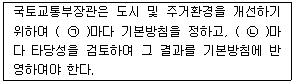 국토교통부장관은 도시 및 주거환경을 개선하기
위하여 ( ㉠ )마다 기본방침을 정하고, ( ㉡ )마
다 타당성을 검토하여 그 결과를 기본방침에 반
영하여야 한다.